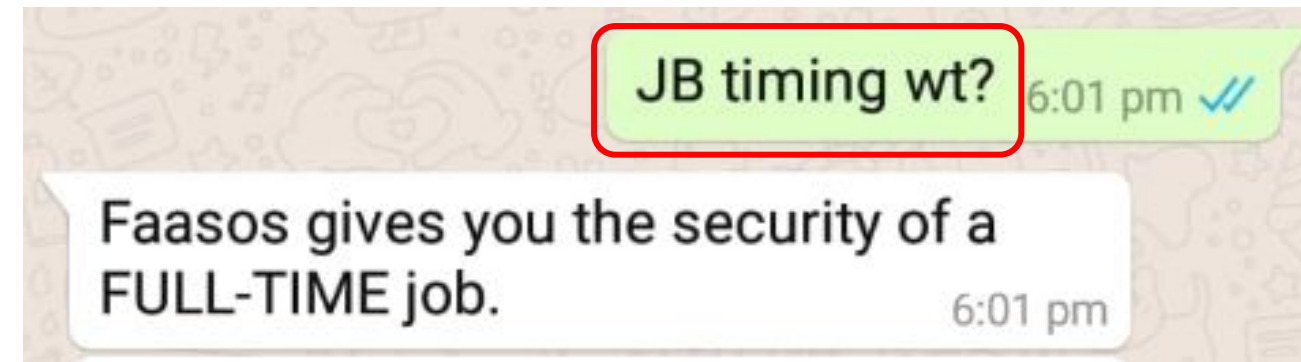 JB timing wt? 6:01 pm
Faasos gives you the security of a
FULL-TIME job. 6:01 pm